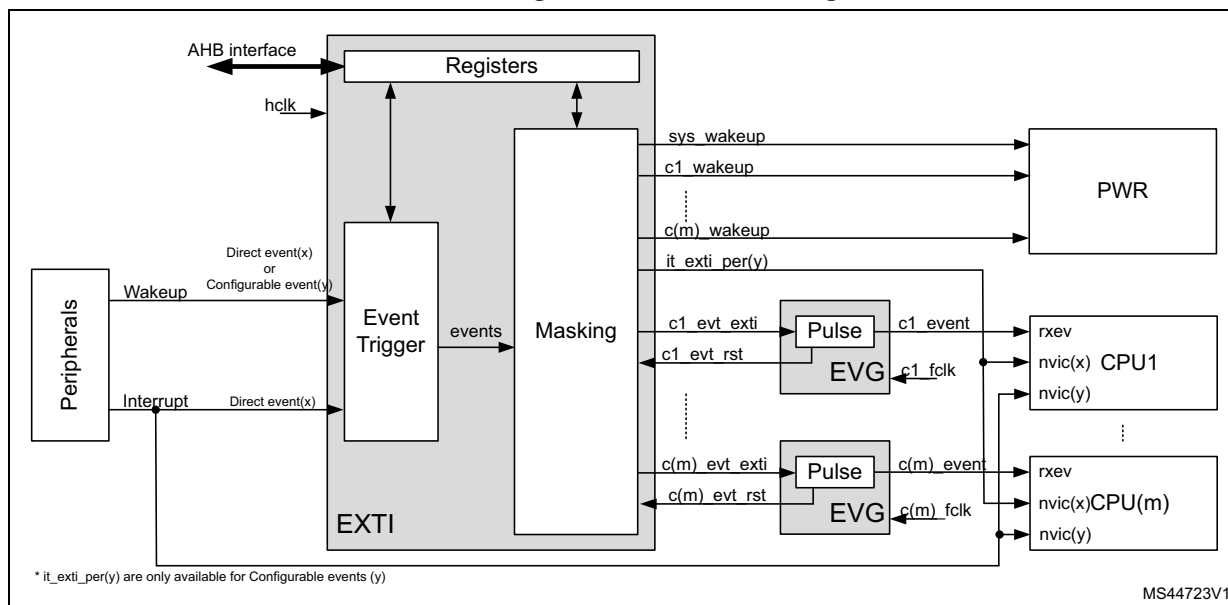 AHB interface
Registers
hclk
sys_wakeup
c1_wakeup
PWR
c(m)_wakeup
it_exti_per(y)
Direct event(x)
or
Configurable event(y)
Wakeup
Peripherals
Event
Trigger
events
Masking
c1_evt_exti
Pulse
c1_event
rxev
c1_evt_rst
EVG
c1_fclk
nvic(x)
CPU1
nvic(y)
Interrupt
Direct event(x)
c(m)_evt_exti
Pulse
c(m)_event
rxev
c(m)_evt_rst
EVG
c(m)_fclk
nvic(x)
CPU(m)
nvic(y)
EXTI
* it_exti_per(y) are only available for Configurable events (y)
MS44723V1